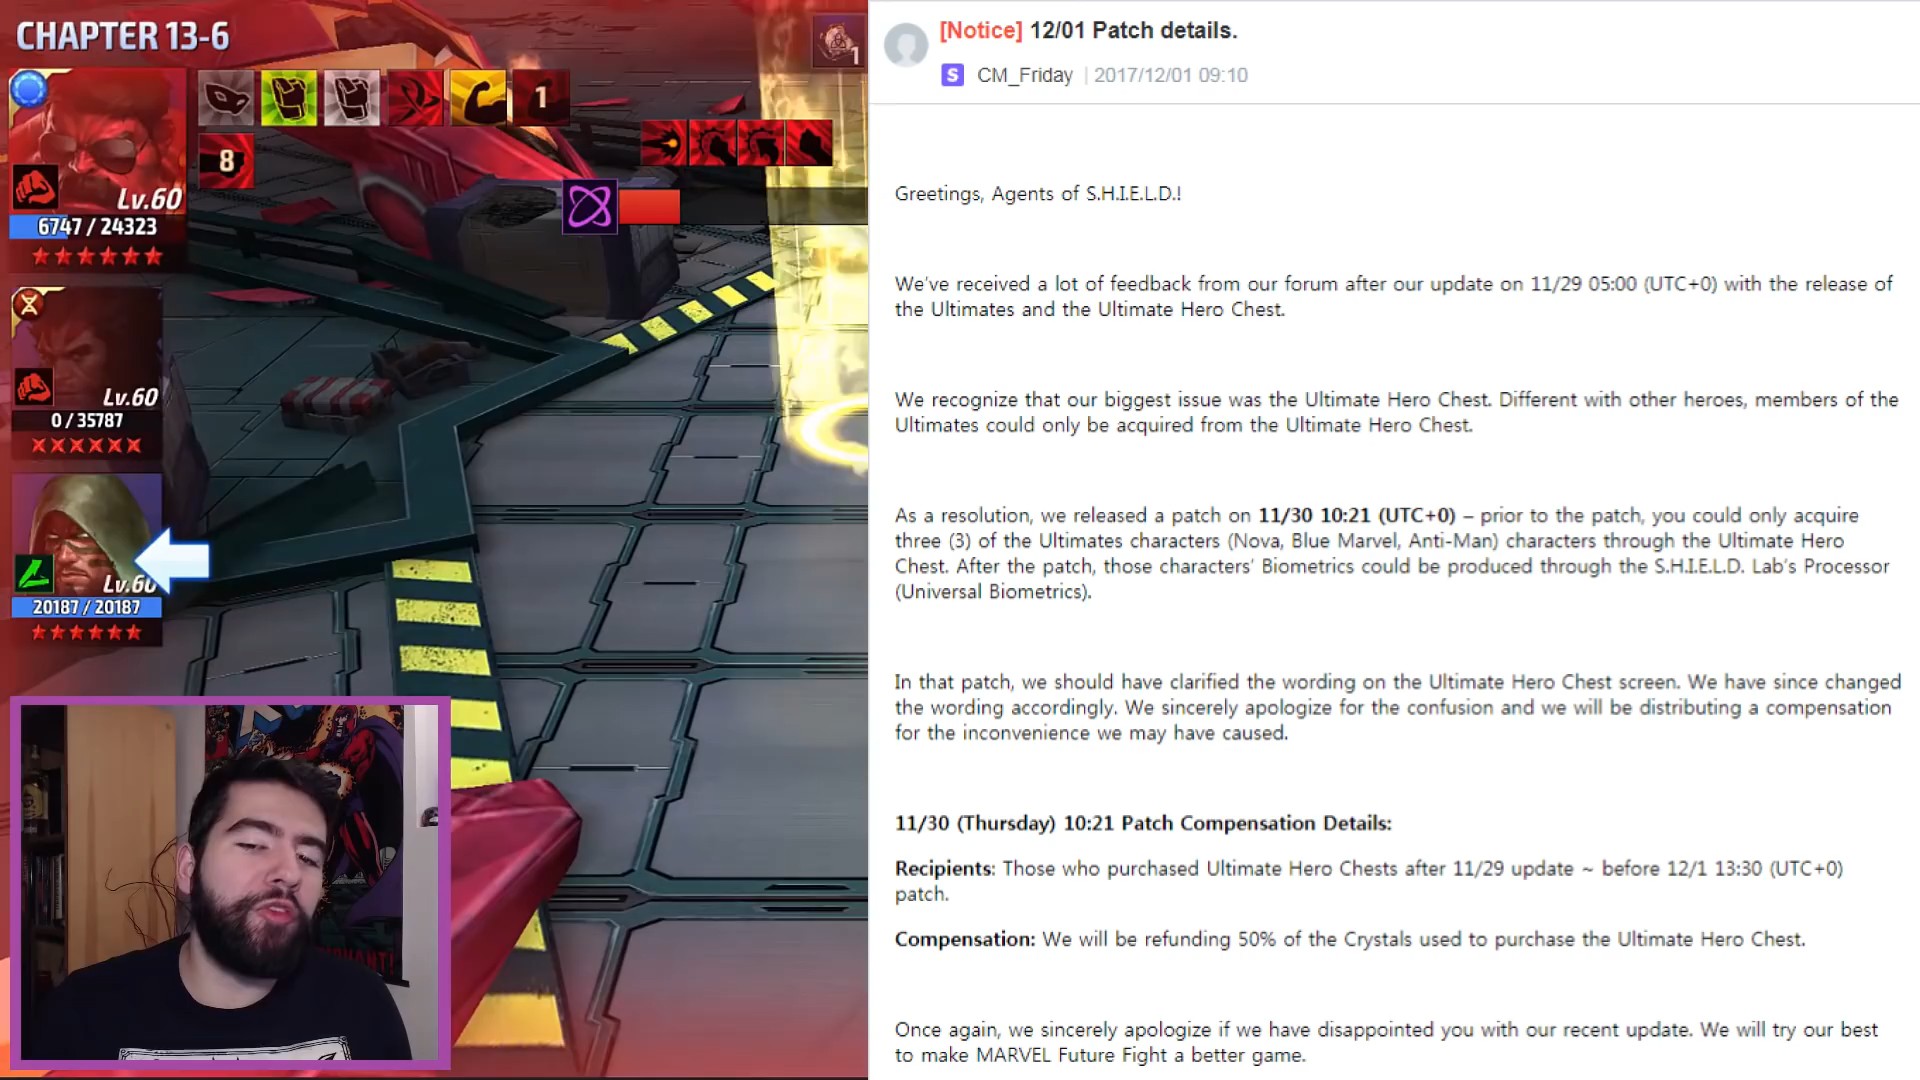 CHAPTER 13-6
1
1
8
Lv.60
6747 / 24323
Lv.60
0 / 35787
Lv.60
20187 / 20187
[Notice] 12/01 Patch details.
S CM_Friday | 2017/12/01 09:10
Greetings, Agents of S.H.I.E.L.D.!
We've received a lot of feedback from our forum after our update on 11/29 05:00 (UTC+0) with the release of
the Ultimates and the Ultimate Hero Chest.
We recognize that our biggest issue was the Ultimate Hero Chest. Different with other heroes, members of the
Ultimates could only be acquired from the Ultimate Hero Chest.
As a resolution, we released a patch on 11/30 10:21 (UTC+0) – prior to the patch, you could only acquire
three (3) of the Ultimates characters (Nova, Blue Marvel, Anti-Man) characters through the Ultimate Hero
Chest. After the patch, those characters' Biometrics could be produced through the S.H.I.E.L.D. Lab's Processor
(Universal Biometrics).
In that patch, we should have clarified the wording on the Ultimate Hero Chest screen. We have since changed
the wording accordingly. We sincerely apologize for the confusion and we will be distributing a compensation
for the inconvenience we may have caused.
11/30 (Thursday) 10:21 Patch Compensation Details:
Recipients: Those who purchased Ultimate Hero Chests after 11/29 update ~ before 12/1 13:30 (UTC+0)
patch.
Compensation: We will be refunding 50% of the Crystals used to purchase the Ultimate Hero Chest.
Once again, we sincerely apologize if we have disappointed you with our recent update. We will try our best
to make MARVEL Future Fight a better game.